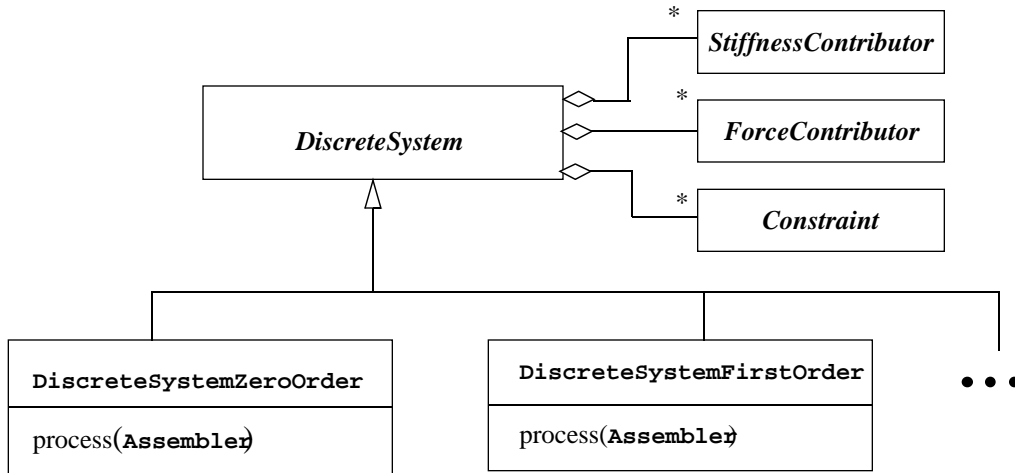 *
StiffnessContributor
*
DiscreteSystem
ForceContributor
*
Constraint
DiscreteSystemZeroOrder
DiscreteSystemFirstOrder
•••
process(Assembler)
process(Assembler)